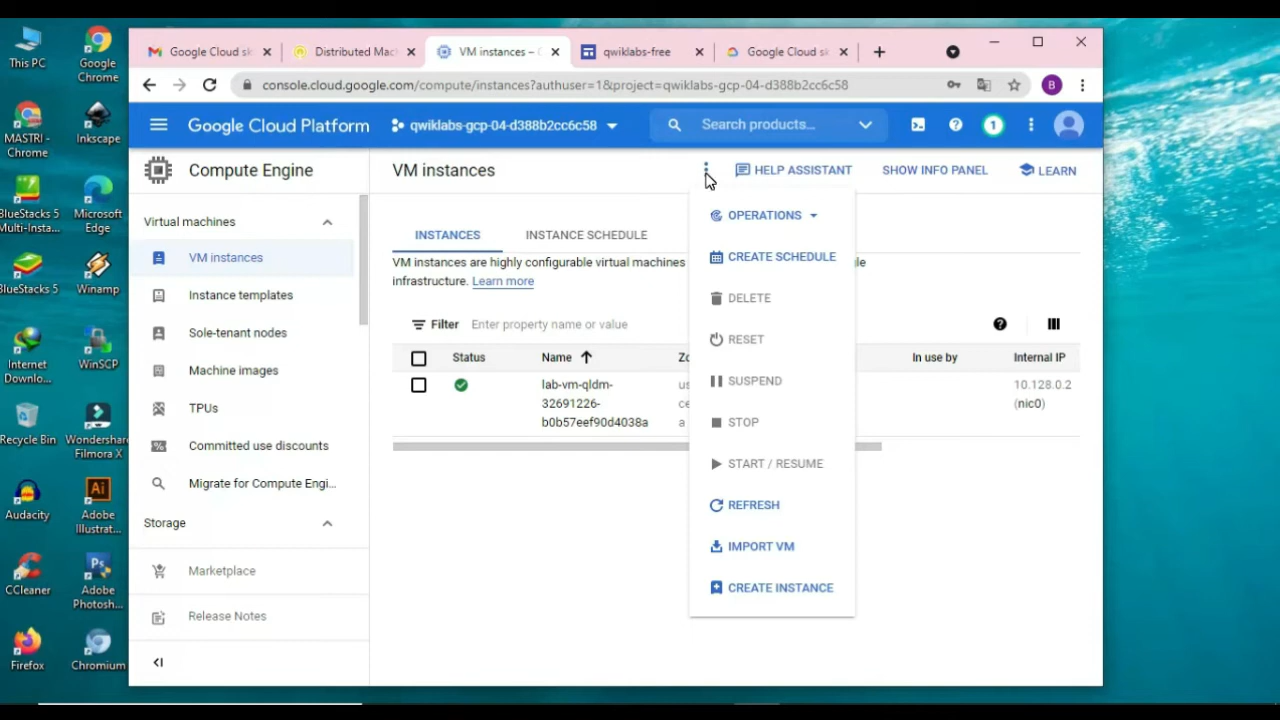 This PC
Google
Chrome
MASTRI -
Chrome
Inkscape
BlueStacks 5
Multi-Insta...
Microsoft
Edge
BlueStacks 5
Winamp
Internet
Downlo...
WinSCP
Recycle Bin
Wondershare
Filmora X
Audacity
Adobe
Illustrat...
CCleaner
Adobe
Photosh...
Firefox
Chromium
Google Cloud sk
Distributed Mac
VM instances –
qwiklabs-free
Google Cloud sk
console.cloud.google.com/compute/instances?authuser=1&project=qwiklabs-gcp-04-d388b2cc6c58
B
Google Cloud Platform
qwiklabs-gcp-04-d388b2cc6c58
Search products...
1
Compute Engine
VM instances
HELP ASSISTANT
SHOW INFO PANEL
LEARN
Virtual machines
VM instances
Instance templates
Sole-tenant nodes
Machine images
TPUs
Committed use discounts
Migrate for Compute Engi...
Storage
Marketplace
Release Notes
INSTANCES
INSTANCE SCHEDULE
VM instances are highly configurable virtual machines
gle
infrastructure. Learn more
Filter Enter property name or value
Status
Name
Zo
In use by
Internal IP
lab-vm-qldm-
32691226-
b0b57eef90d4038a
us
ce
a
10.128.0.2
(nic0)
OPERATIONS
CREATE SCHEDULE
DELETE
RESET
SUSPEND
STOP
START / RESUME
REFRESH
IMPORT VM
CREATE INSTANCE